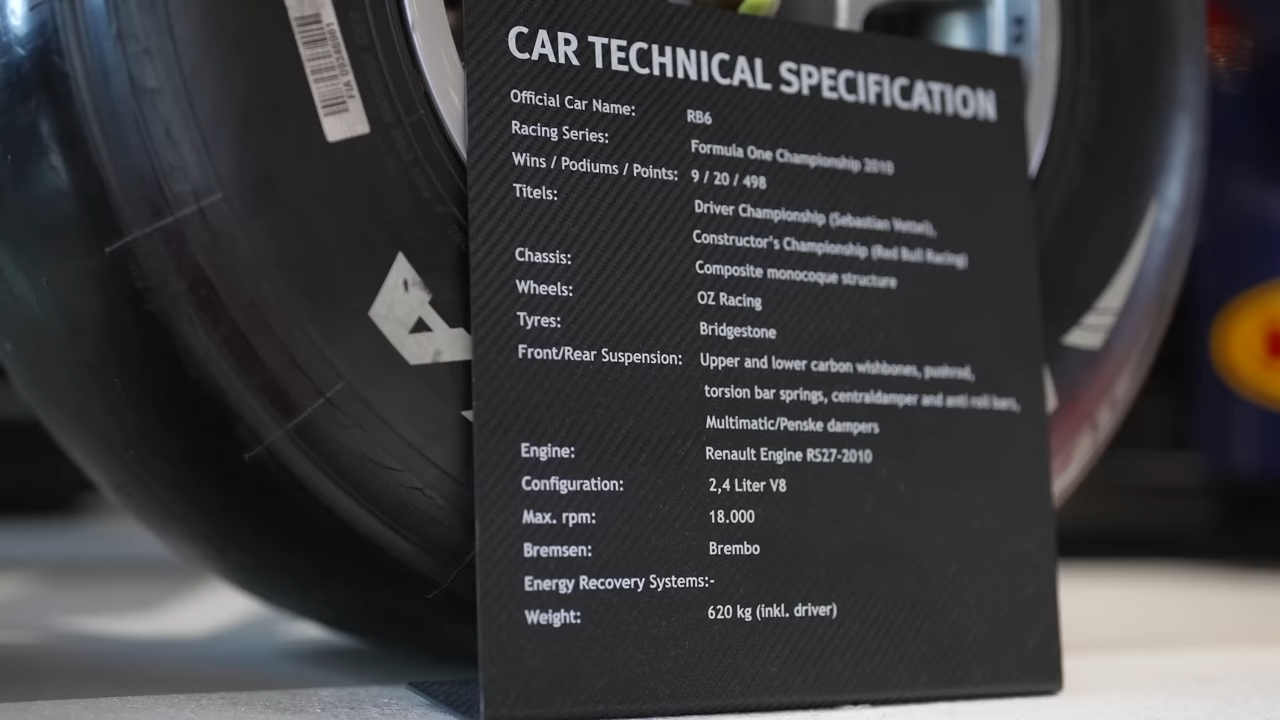 FIA 09340901
CAR TECHNICAL SPECIFICATION
Official Car Name: RB6
Racing Series: Formula One Championship 2010
Wins / Podiums / Points: 9 / 20 / 498
Titels: Driver Championship (Sebastian Vettel),
Constructor's Championship (Red Bull Racing)
Chassis: Composite monocoque structure
Wheels: OZ Racing
Tyres: Bridgestone
Front/Rear Suspension: Upper and lower carbon wishbones, pushrod,
torsion bar springs, centraldamper and anti roll bars,
Multimatic/Penske dampers
Engine: Renault Engine RS27-2010
Configuration: 2,4 Liter V8
Max. rpm: 18.000
Bremsen: Brembo
Energy Recovery Systems:-
Weight: 620 kg (inkl. driver)